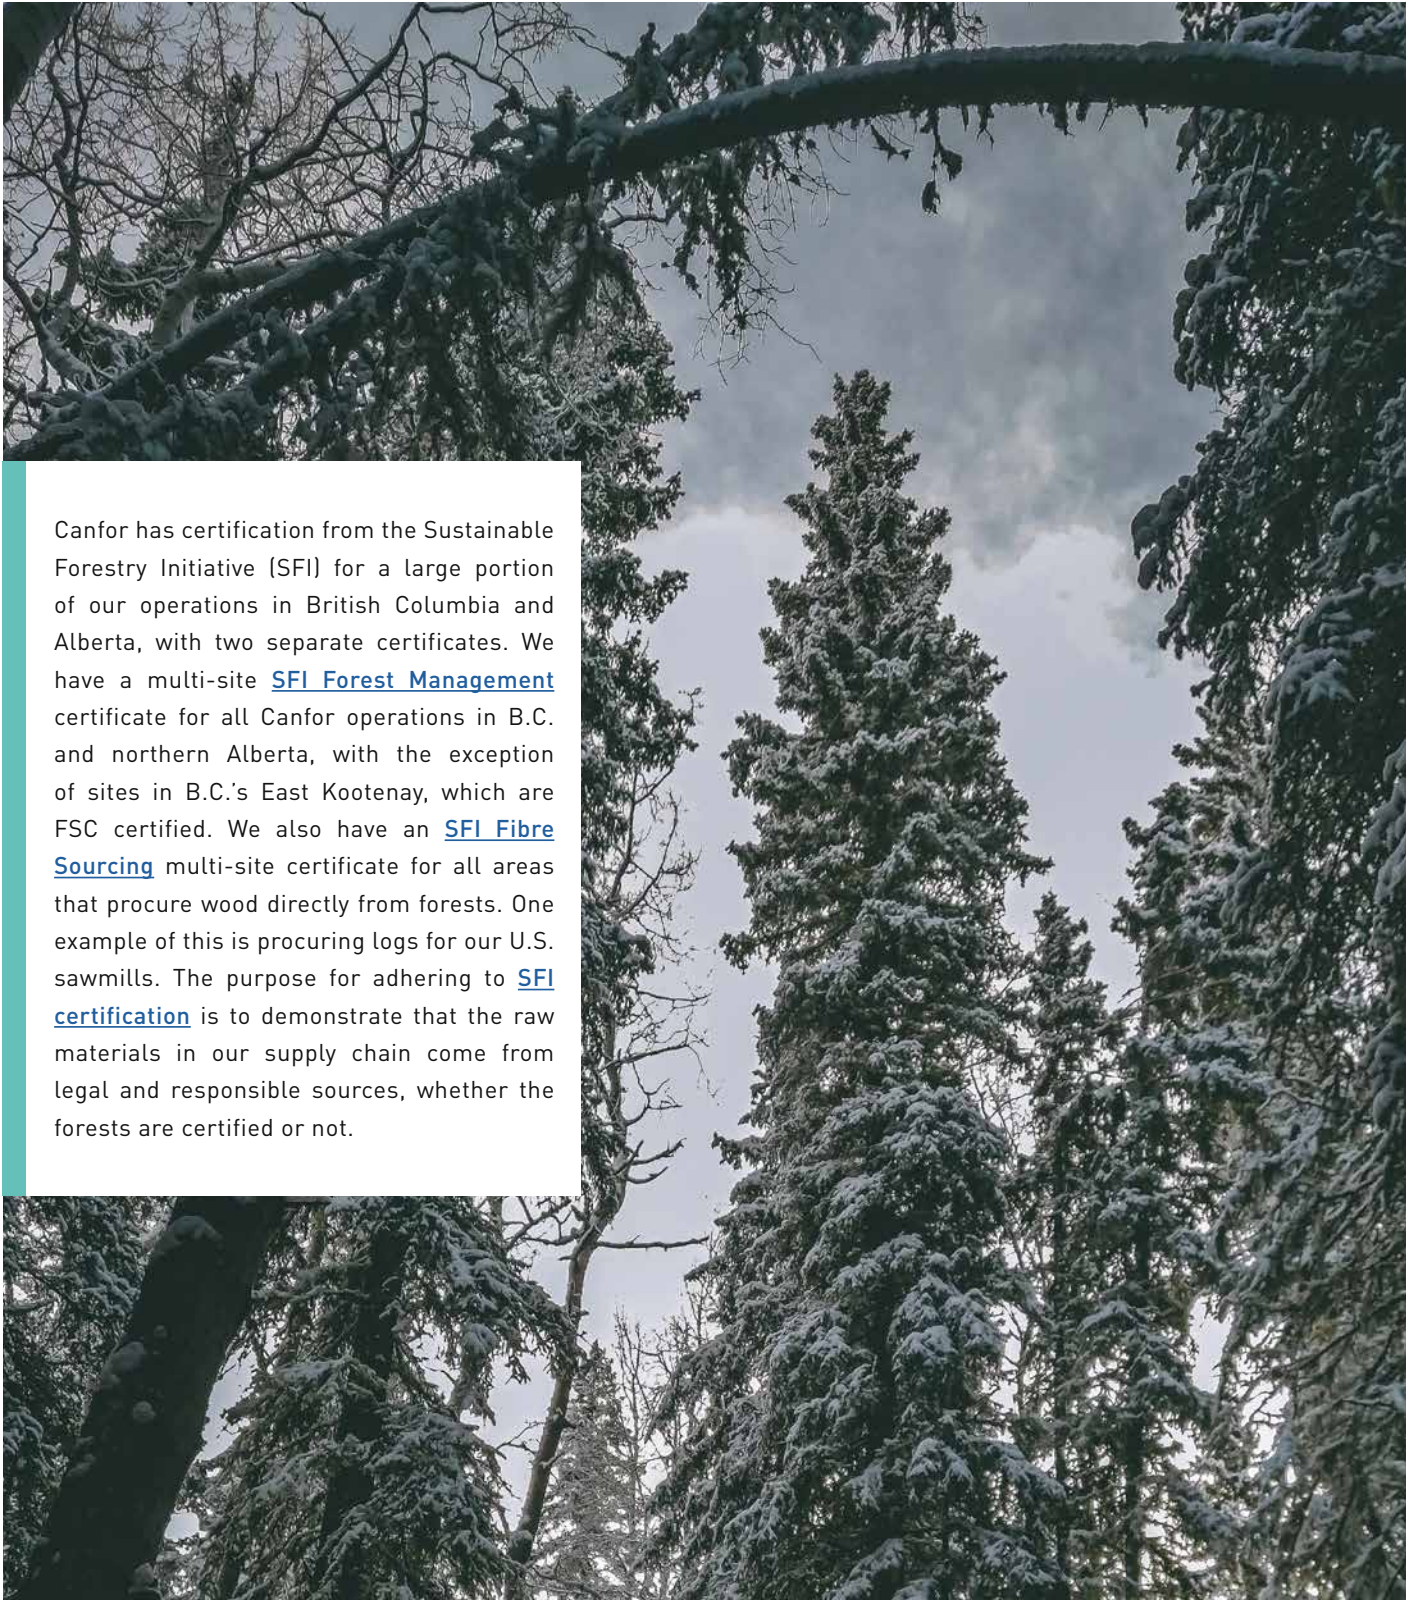 Canfor has certification from the Sustainable
Forestry Initiative (SFI) for a large portion
of our operations in British Columbia and
Alberta, with two separate certificates. We
have a multi-site SFI Forest Management
certificate for all Canfor operations in B.C.
and northern Alberta, with the exception
of sites in B.C.'s East Kootenay, which are
FSC certified. We also have an SFI Fibre
Sourcing multi-site certificate for all areas
that procure wood directly from forests. One
example of this is procuring logs for our U.S.
sawmills. The purpose for adhering to SFI
certification is to demonstrate that the raw
materials in our supply chain come from
legal and responsible sources, whether the
forests are certified or not.